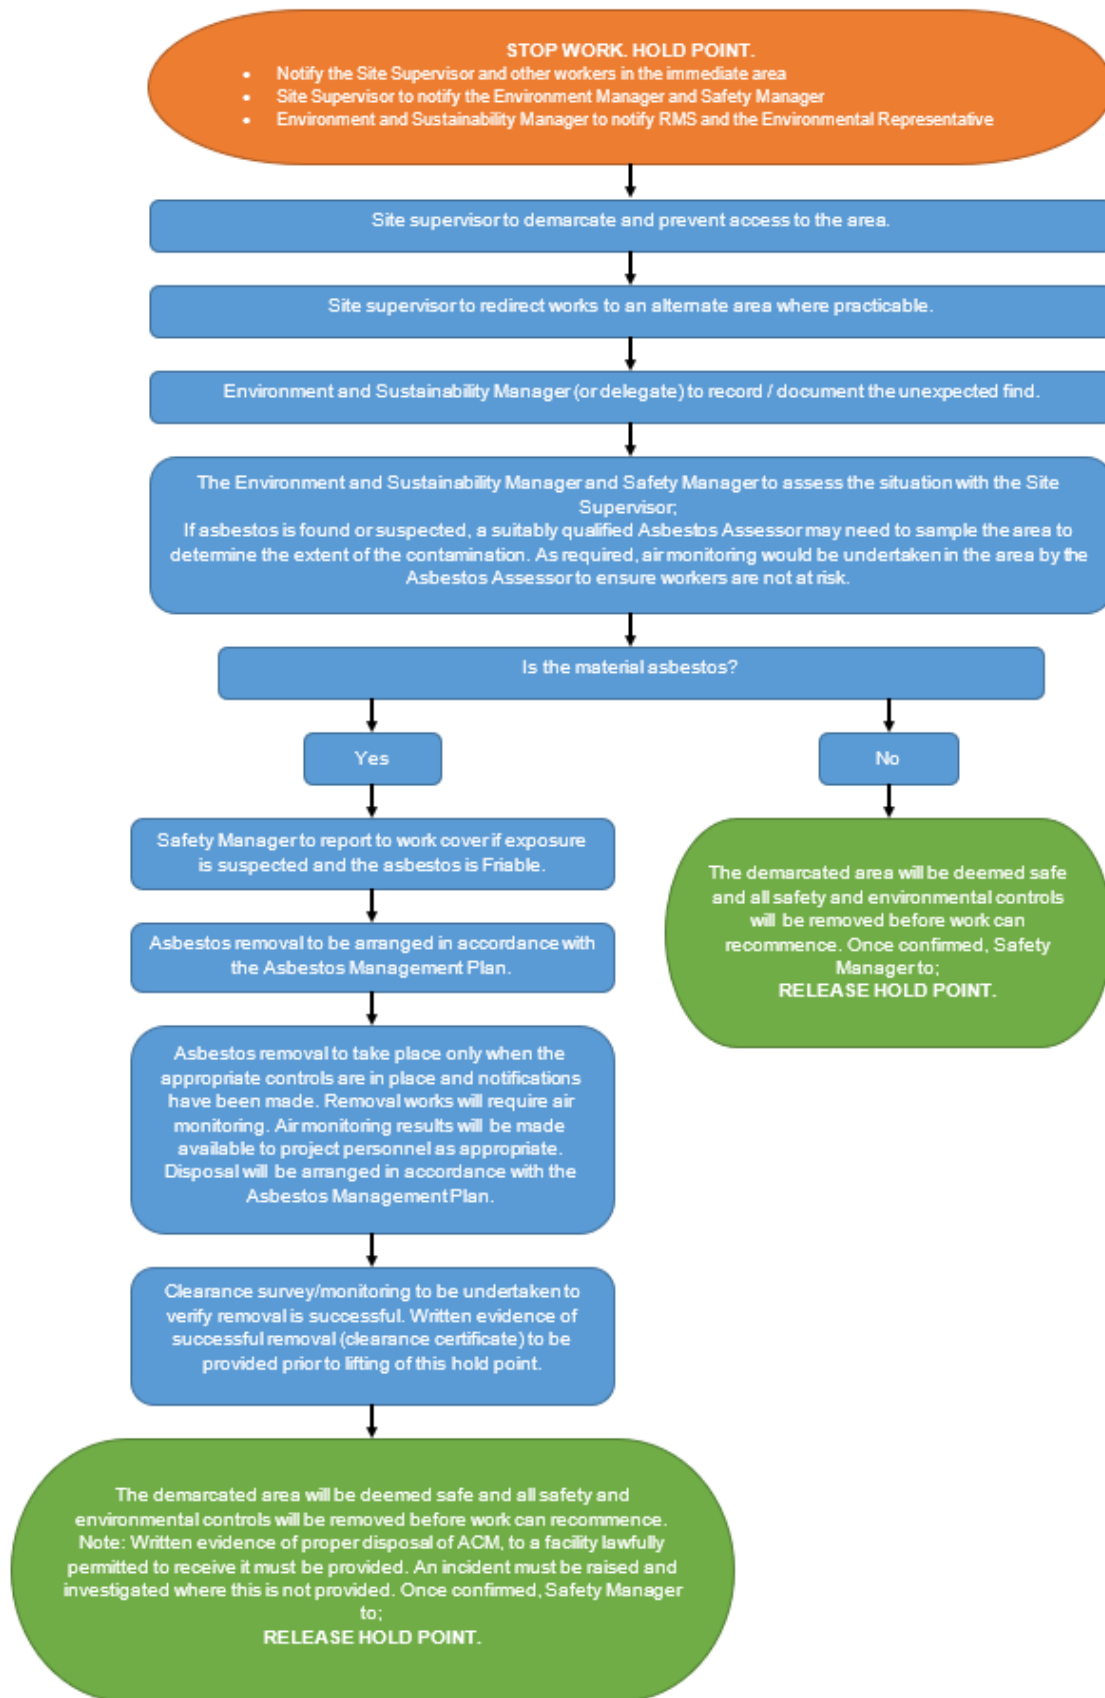 STOP WORK. HOLD POINT.
• Notify the Site Supervisor and other workers in the immediate area
• Site Supervisor to notify the Environment Manager and Safety Manager
• Environment and Sustainability Manager to notify RMS and the Environmental Representative
Site supervisor to demarcate and prevent access to the area.
Site supervisor to redirect works to an alternate area where practicable.
Environment and Sustainability Manager (or delegate) to record / document the unexpected find.
The Environment and Sustainability Manager and Safety Manager to assess the situation with the Site
Supervisor;
If asbestos is found or suspected, a suitably qualified Asbestos Assessor may need to sample the area to
determine the extent of the contamination. As required, air monitoring would be undertaken in the area by the
Asbestos Assessor to ensure workers are not at risk.
Is the material asbestos?
Yes
No
Safety Manager to report to work cover if exposure
is suspected and the asbestos is Friable.
Asbestos removal to be arranged in accordance with
the Asbestos Management Plan.
Asbestos removal to take place only when the
appropriate controls are in place and notifications
have been made. Removal works will require air
monitoring. Air monitoring results will be made
available to project personnel as appropriate.
Disposal will be arranged in accordance with the
Asbestos Management Plan.
Clearance survey/monitoring to be undertaken to
verify removal is successful. Written evidence of
successful removal (clearance certificate) to be
provided prior to lifting of this hold point.
The demarcated area will be deemed safe and all safety and
environmental controls will be removed before work can recommence.
Note: Written evidence of proper disposal of ACM, to a facility lawfully
permitted to receive it must be provided. An incident must be raised and
investigated where this is not provided. Once confirmed, Safety Manager
to;
RELEASE HOLD POINT.
The demarcated area will be deemed safe
and all safety and environmental controls
will be removed before work can
recommence. Once confirmed, Safety
Manager to;
RELEASE HOLD POINT.